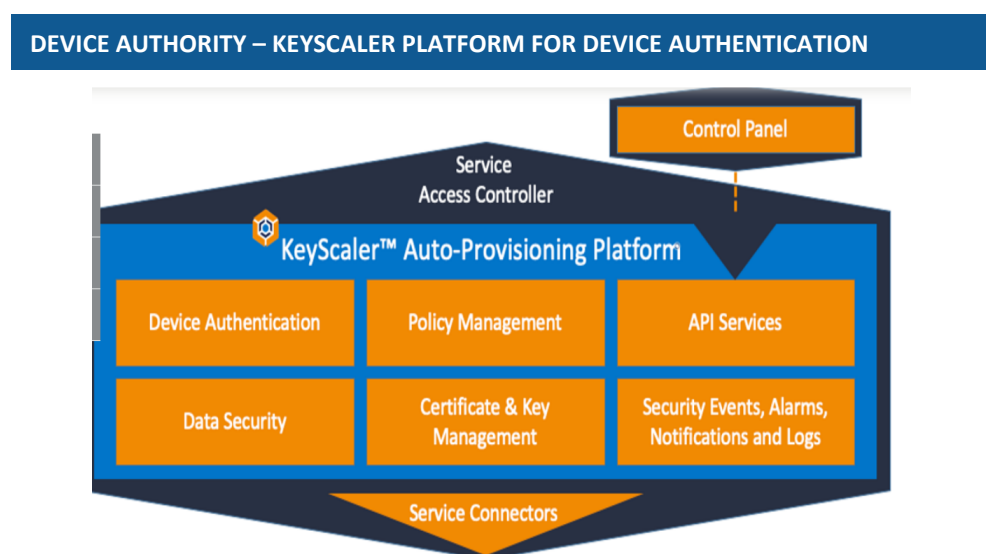 DEVICE AUTHORITY – KEYSCALER PLATFORM FOR DEVICE AUTHENTICATION
Control Panel
Service
Access Controller
KeyScaler™ Auto-Provisioning Platform
Device Authentication
Policy Management
API Services
Data Security
Certificate & Key
Management
Security Events, Alarms,
Notifications and Logs
Service Connectors